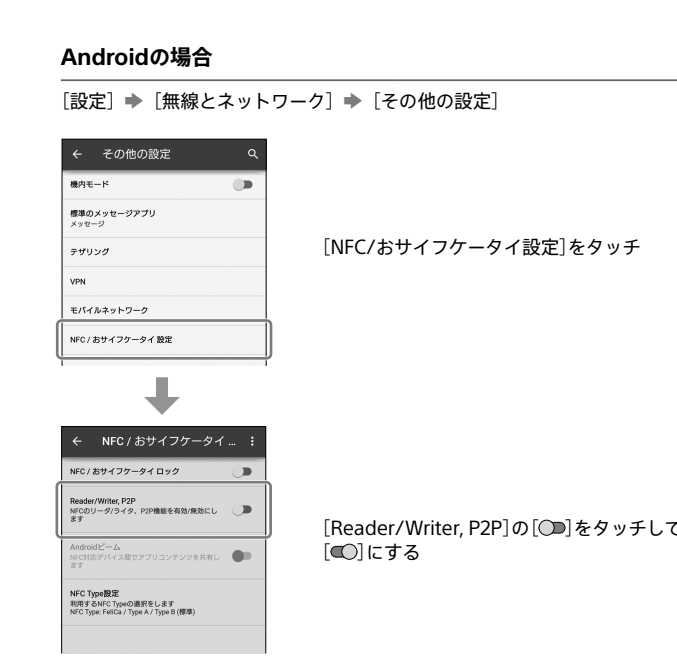 Androidの場合
［設定］ ➡ ［無線とネットワーク］ ➡ ［その他の設定］
← その他の設定
機内モード
標準のメッセージアプリ
メッセージ
テザリング
VPN
モバイルネットワーク
NFC / おサイフケータイ 設定
［NFC/おサイフケータイ設定］をタッチ
← NFC / おサイフケータイ ...
NFC / おサイフケータイ ロック
Reader/Writer, P2P
NFCのリーダ/ライタ、P2P機能を有効/無効にし
ます
Androidビーム
NFC対応デバイス間でアプリコンテンツを共有し
ます
NFC Type設定
利用するNFC Typeの選択をします
NFC Type: FeliCa / Type A / Type B (標準)
［Reader/Writer, P2P］の［］をタッチして
［］にする